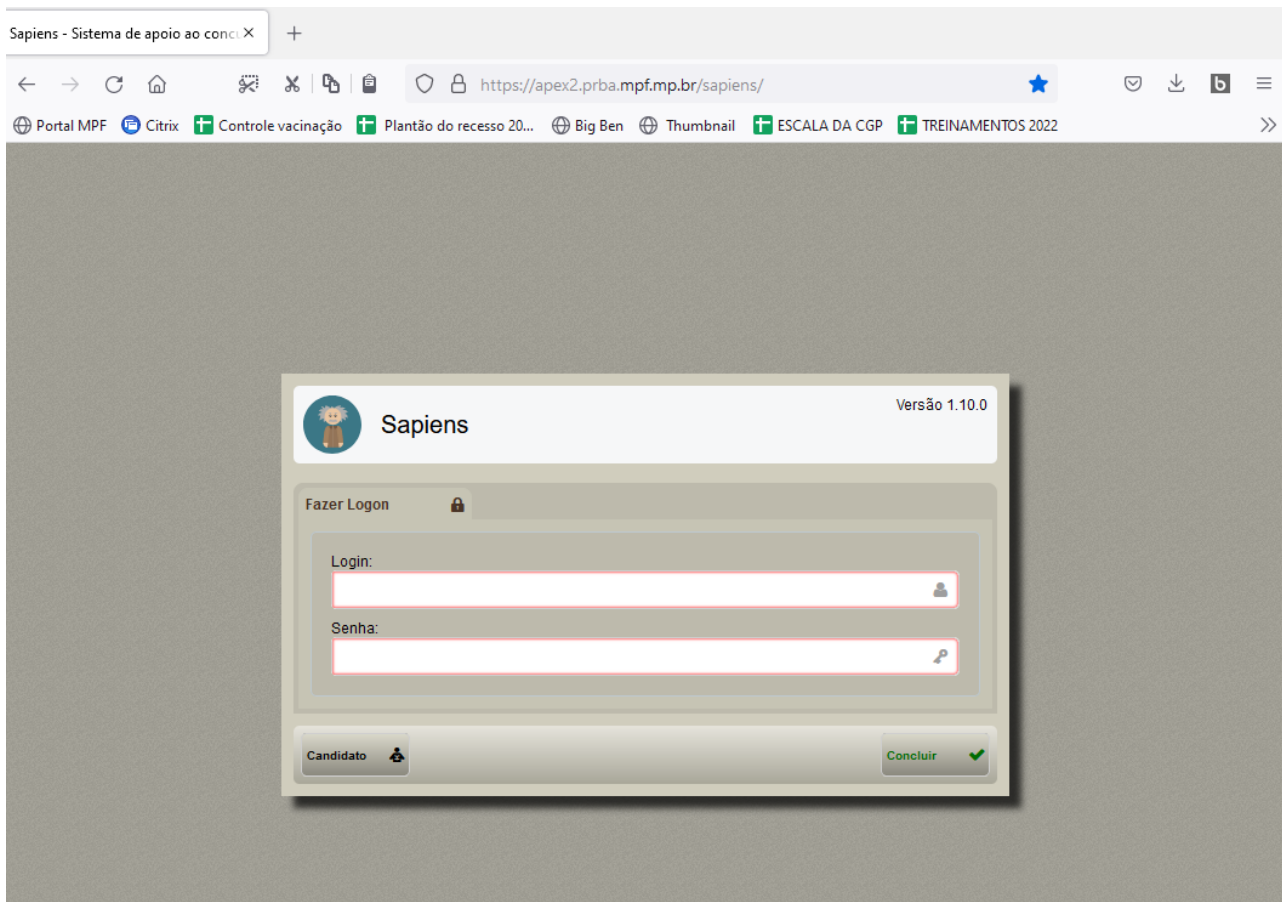 Sapiens - Sistema de apoio ao conc
https://apex2.prba.mpf.mp.br/sapiens/
Portal MPF Citrix Controle vacinação Plantão do recesso 20... Big Ben Thumbnail ESCALA DA CGP TREINAMENTOS 2022
Versão 1.10.0
Sapiens
Fazer Logon
Login:
Senha:
Candidato Concluir